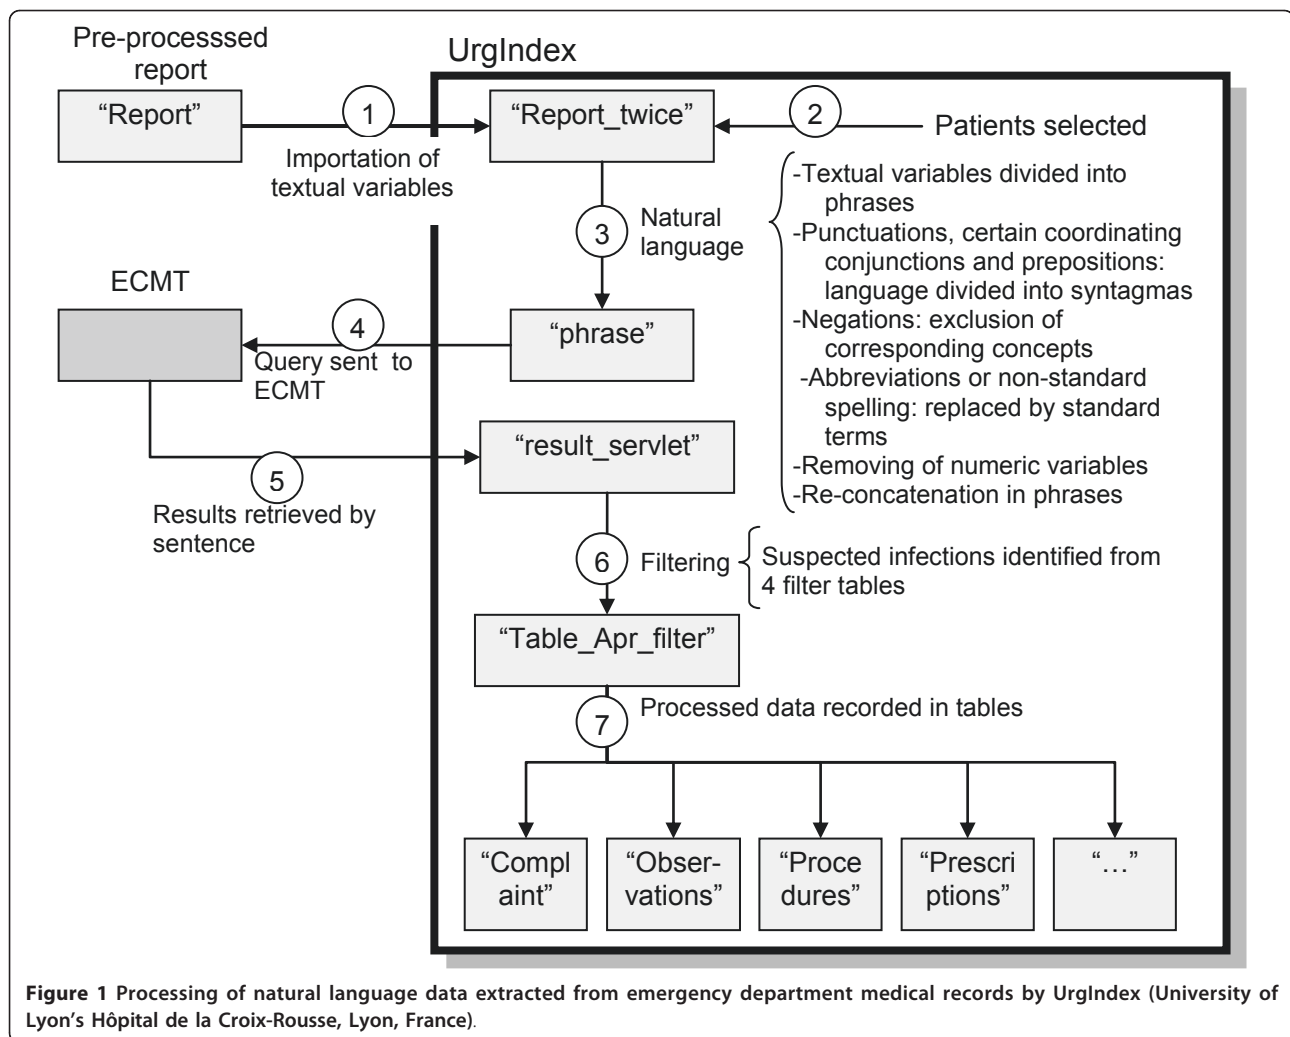 Pre-processsed
report
UrgIndex
“Report”
1
“Report_twice”
2
Patients selected
Importation of
textual variables
3
Natural
language
-Textual variables divided into
phrases
-Punctuations, certain coordinating
conjunctions and prepositions:
language divided into syntagmas
-Negations: exclusion of
corresponding concepts
-Abbreviations or non-standard
spelling: replaced by standard
terms
-Removing of numeric variables
-Re-concatenation in phrases
ECMT
4
“phrase”
Query sent to
ECMT
“result_servlet”
5
Results retrieved by
sentence
6
Filtering
Suspected infections identified from
4 filter tables
“Table_Apr_filter”
7
Processed data recorded in tables
“Compl
aint”
“Obser-
vations”
“Proce
dures”
“Prescri
ptions”
“…”
Figure 1 Processing of natural language data extracted from emergency department medical records by UrgIndex (University of
Lyon’s Hôpital de la Croix-Rousse, Lyon, France).